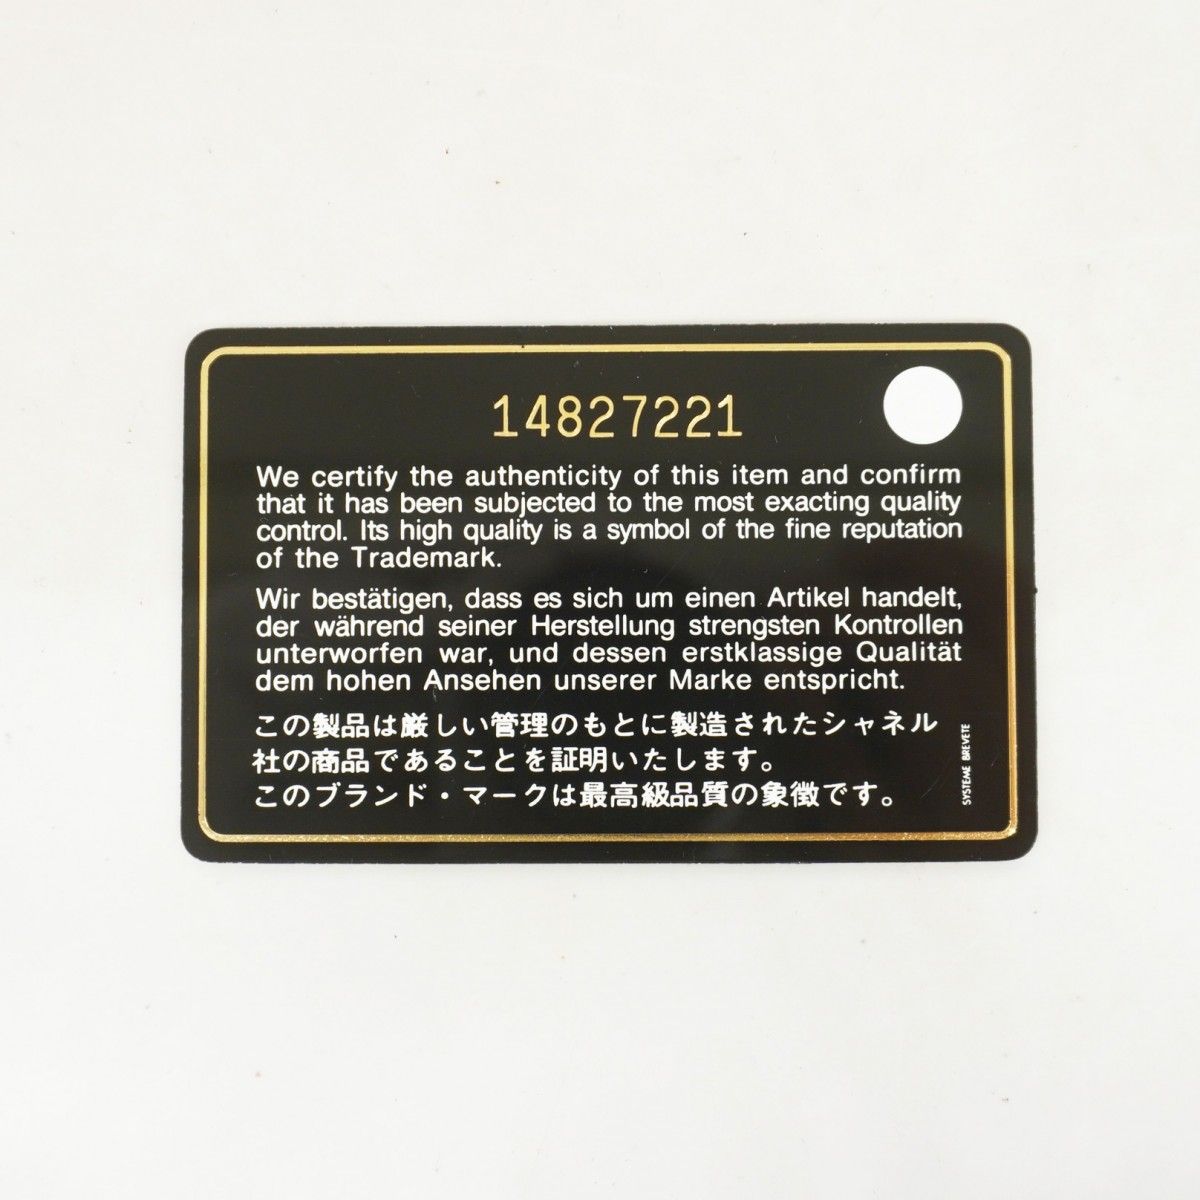 14827221
We certify the authenticity of this item and confirm
that it has been subjected to the most exacting quality
control. Its high quality is a symbol of the fine reputation
of the Trademark.
Wir bestätigen, dass es sich um einen Artikel handelt,
der während seiner Herstellung strengsten Kontrollen
unterworfen war, und dessen erstklassige Qualität
dem hohen Ansehen unserer Marke entspricht.
この製品は厳しい管理のもとに製造されたシャネル
社の商品であることを証明いたします。
このブランド・マークは最高級品質の象徴です。
SYSTEME BREVETE